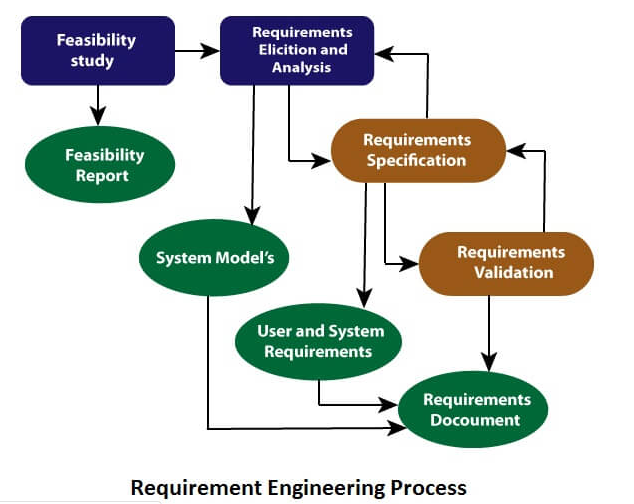 Feasibility
study
Requirements
Elicition and
Analysis
Requirements
Specification
Feasibility
Report
System Model's
Requirements
Validation
User and System
Requirements
Requirements
Docoument
Requirement Engineering Process